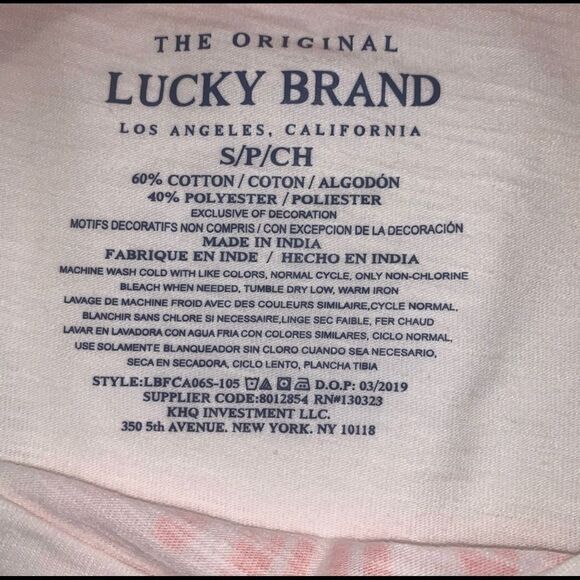 THE ORIGINAL
LUCKY BRAND
LOS ANGELES, CALIFORNIA
S/P/CH
60% COTTON / COTON / ALGODÓN
40% POLYESTER / POLIESTER
EXCLUSIVE OF DECORATION
MOTIFS DECORATIFS NON COMPRIS / CON EXCEPCION DE LA DECORACIÓN
MADE IN INDIA
FABRIQUE EN INDE / HECHO EN INDIA
MACHINE WASH COLD WITH LIKE COLORS, NORMAL CYCLE, ONLY NON-CHLORINE
BLEACH WHEN NEEDED, TUMBLE DRY LOW, WARM IRON
LAVAGE DE MACHINE FROID AVEC DES COULEURS SIMILAIRE,CYCLE NORMAL,
BLANCHIR SANS CHLORE SI NECESSAIRE,LINGE SEC FAIBLE, FER CHAUD
LAVAR EN LAVADORA CON AGUA FRIA CON COLORES SIMILARES, CICLO NORMAL,
USE SOLAMENTE BLANQUEADOR SIN CLORO CUANDO SEA NECESARIO,
SECA EN SECADORA, CICLO LENTO, PLANCHA TIBIA
STYLE:LBFCA06S-105 D.O.P: 03/2019
SUPPLIER CODE:8012854 RN#130323
KHQ INVESTMENT LLC.
350 5th AVENUE. NEW YORK. NY 10118